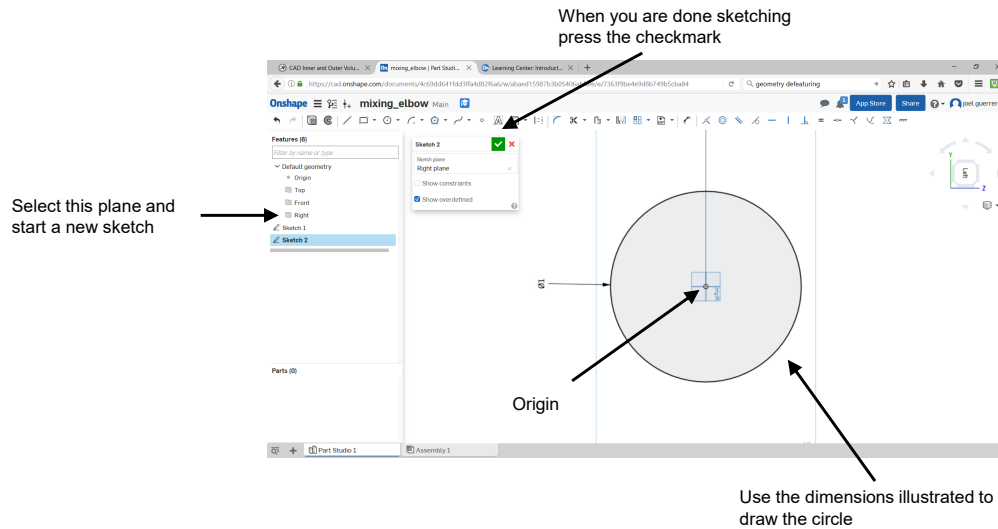 When you are done sketching
press the checkmark
CAD Inner and Outer Volu...
mixing_elbow | Part Studi...
Learning Center: Introduct...
geometry defeaturing
Onshape
mixing_elbow Main
App Store
Share
joel guerrer
Features (6)
Filter by name or type
Default geometry
Origin
Top
Front
Right
Sketch 1
Sketch 2
Sketch 2
Sketch plane
Right plane
Show constraints
Show overdefined
Y
Left
Z
Select this plane and
start a new sketch
Ø1
Right
Origin
Parts (0)
Part Studio 1
Assembly 1
Use the dimensions illustrated to
draw the circle